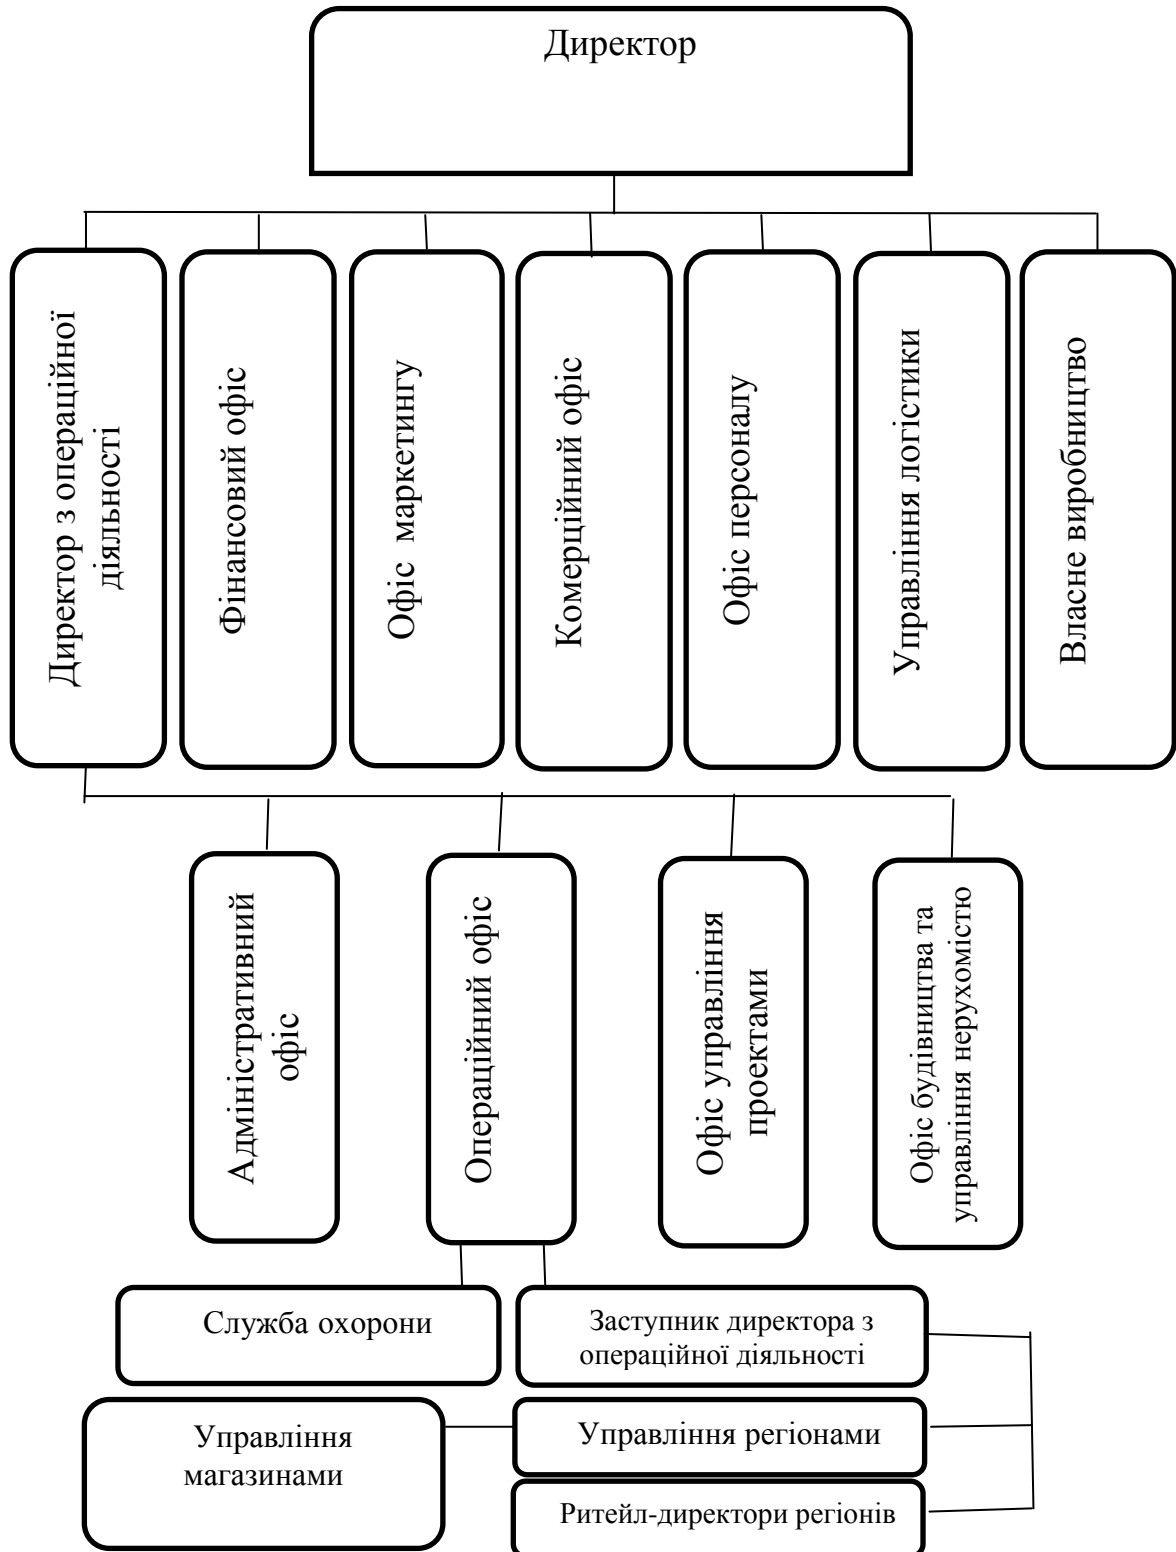 Директор
Директор з операційної
діяльності
Фінансовий офіс
Офіс маркетингу
Комерційний офіс
Офіс персоналу
Управління логістики
Власне виробництво
Адміністративний
офіс
Операційний офіс
Офіс управління
проектами
Офіс будівництва та
управління нерухомістю
Служба охорони
Заступник директора з
операційної діяльності
Управління
магазинами
Управління регіонами
Ритейл-директори регіонів